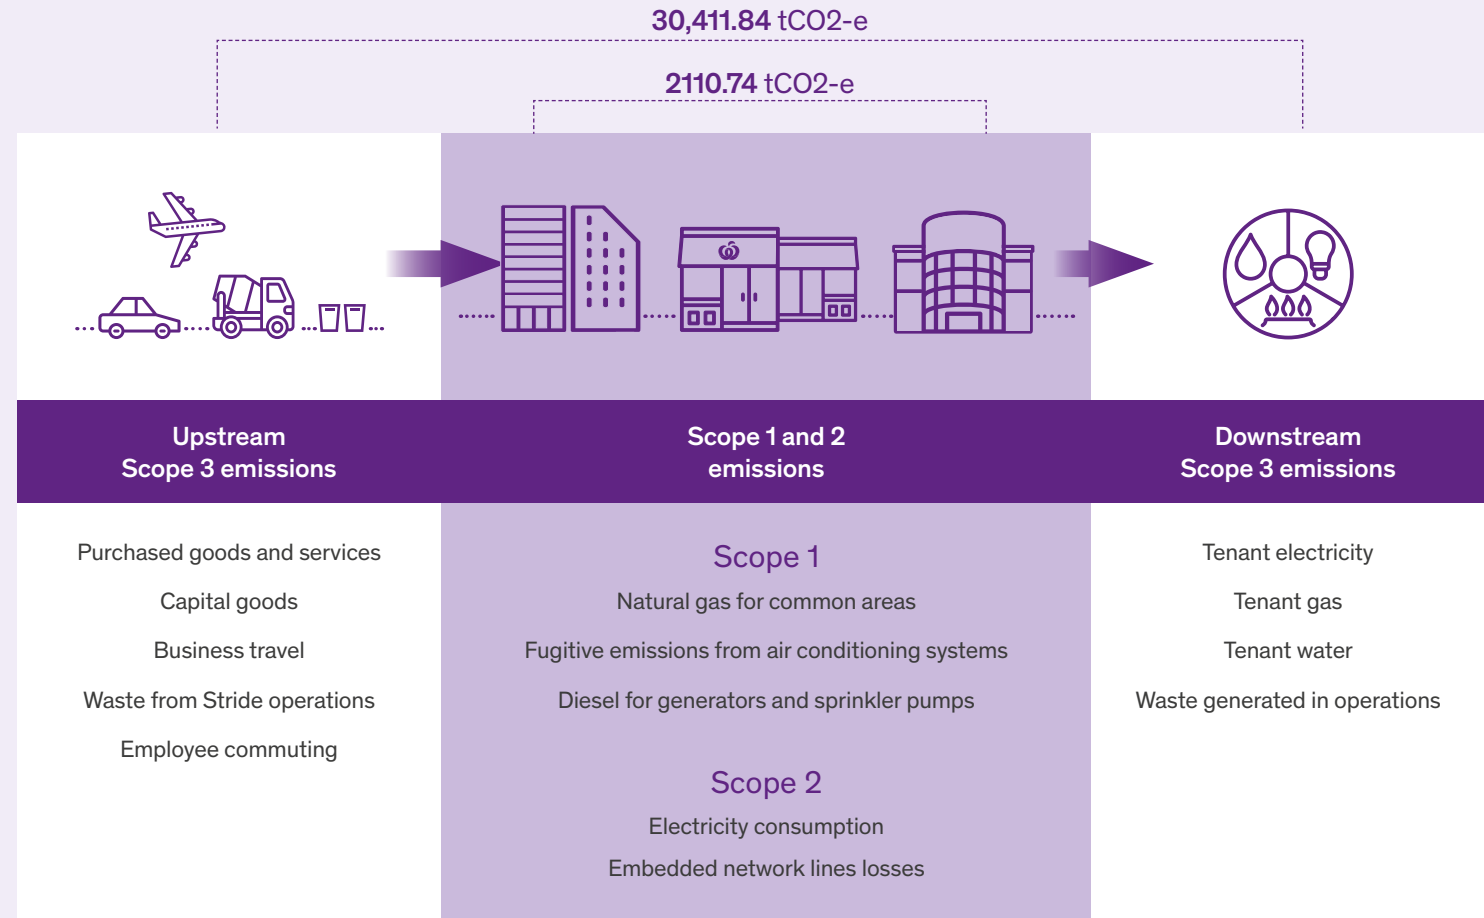 30,411.84 tCO2-e
2110.74 tCO2-e
Upstream
Scope 3 emissions
Purchased goods and services
Capital goods
Business travel
Waste from Stride operations
Employee commuting
Scope 1 and 2
emissions
Scope 1
Natural gas for common areas
Fugitive emissions from air conditioning systems
Diesel for generators and sprinkler pumps
Scope 2
Electricity consumption
Embedded network lines losses
Downstream
Scope 3 emissions
Tenant electricity
Tenant gas
Tenant water
Waste generated in operations